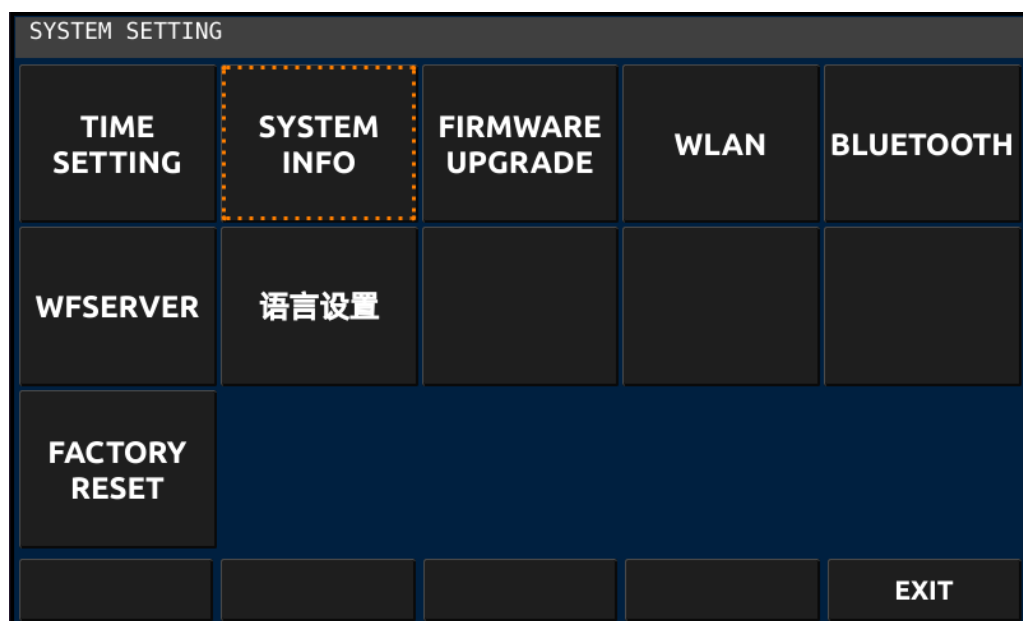 SYSTEM SETTING
TIME
SETTING
SYSTEM
INFO
FIRMWARE
UPGRADE
WLAN
BLUETOOTH
WFSERVER
语言设置
FACTORY
RESET
EXIT